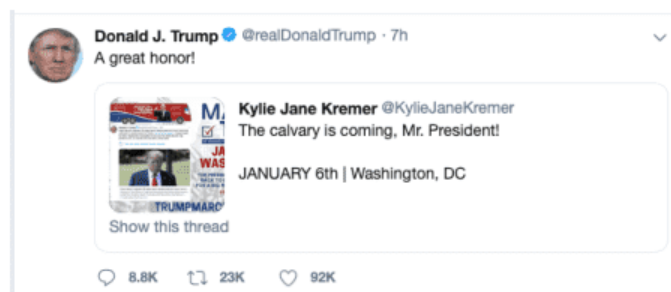 Donald J. Trump @realDonaldTrump · 7h
A great honor!
Kylie Jane Kremer @KylieJaneKremer
The calvary is coming, Mr. President!
JANUARY 6th | Washington, DC
TRUMPMARC
Show this thread
8.8K 23K 92K